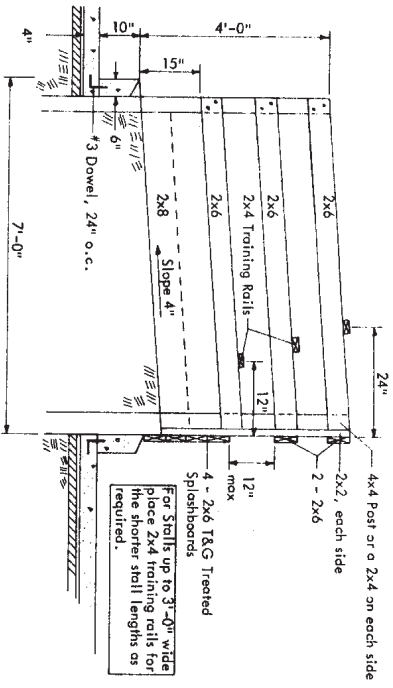 4'-0"
10"
4"
15"
6"
#3 Dowel, 24" o.c.
7'-0"
2x8
Slope 4"
2x6
2x4 Training Rails
2x6
2x6
24"
12"
12"
max
4x4 Post or a 2x4 on each side
2x2, each side
2 - 2x6
4 - 2x6 T&G Treated
Splashboards
For Stalls up to 3'-0" wide
place 2x4 training rails for
the shorter stall lengths as
required.